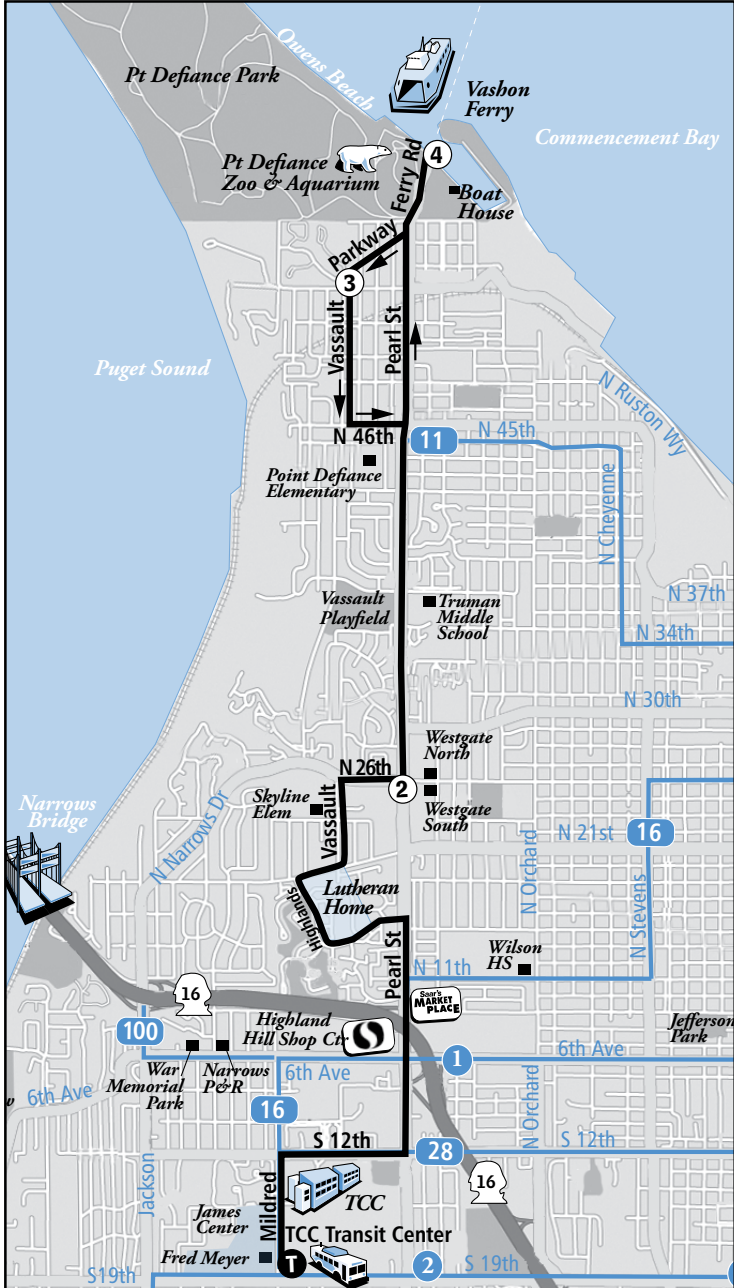 Owens Beach
Pt Defiance Park
Vashon
Ferry
Commencement Bay
4
Pt Defiance
Zoo & Aquarium
Ferry Rd
Boat
House
Parkway
3
Vassault
Pearl St
Puget Sound
N Ruston Wy
N 46th
11
N 45th
Point Defiance
Elementary
N Cheyenne
Vassault
Playfield
Truman
Middle
School
N 37th
N 34th
N 30th
Westgate
North
N 26th
2
Skyline
Elem
Westgate
South
Narrows
Bridge
N Narrows Dr
Vassault
N 21st
16
N Orchard
N Stevens
Lutheran
Home
Highlands
Pearl St
N 11th
Wilson
HS
16
Saar's
MARKET
PLACE
100
Highland
Hill Shop Ctr
Jefferson
Park
War
Memorial
Park
Narrows
P&R
1
6th Ave
6th Ave
6th Ave
w
16
N Orchard
S 12th
28
S 12th
16
Jackson
Mildred
TCC
James
Center
TCC Transit Center
Fred Meyer
T
2
S19th
S 19th